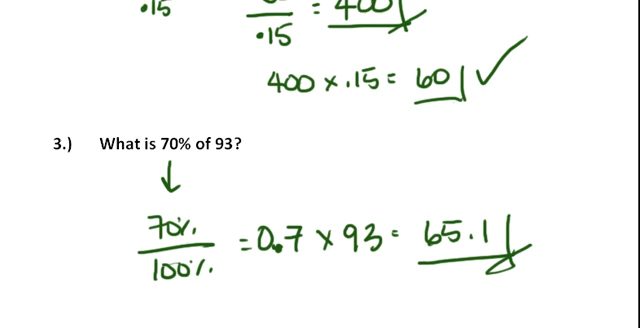 .15
.15 = 400
400 × .15 = 60 ✓
3.) What is 70% of 93?
↓
70%
100% = 0.7 × 93 = 65.1